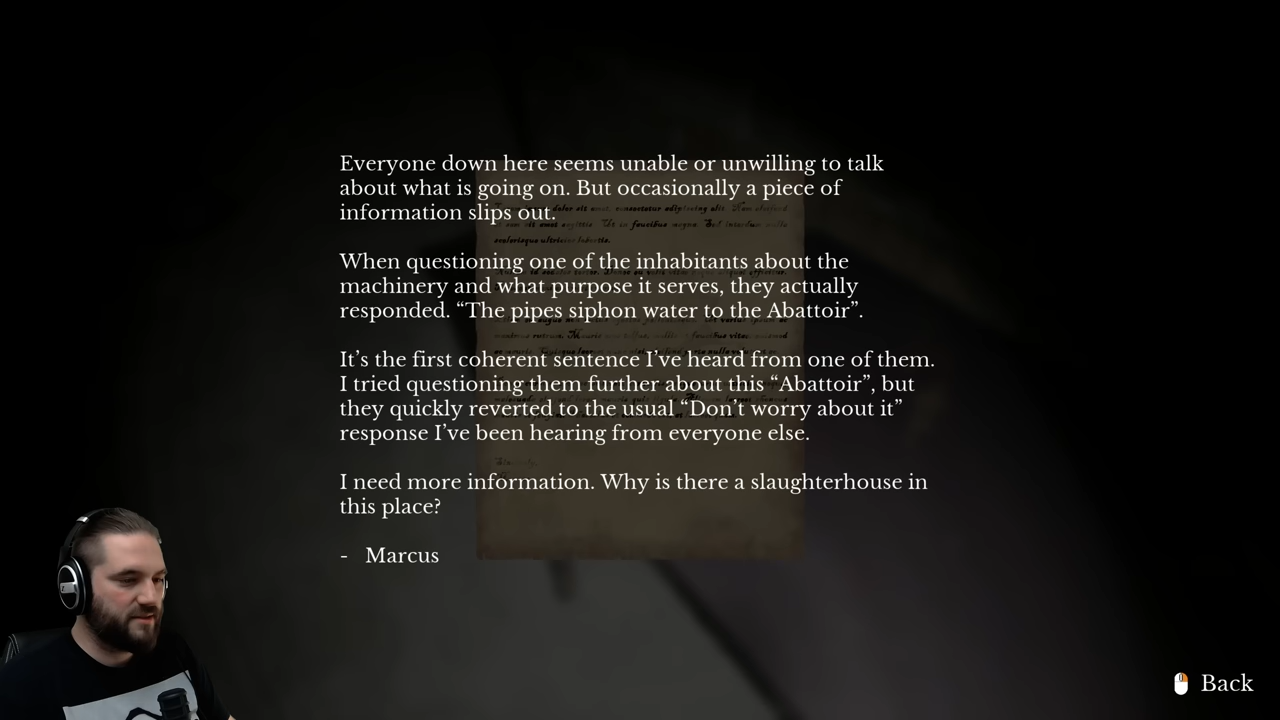 Everyone down here seems unable or unwilling to talk
about what is going on. But occasionally a piece of
information slips out.
When questioning one of the inhabitants about the
machinery and what purpose it serves, they actually
responded. “The pipes siphon water to the Abattoir”.
It’s the first coherent sentence I’ve heard from one of them.
I tried questioning them further about this “Abattoir”, but
they quickly reverted to the usual “Don’t worry about it”
response I’ve been hearing from everyone else.
I need more information. Why is there a slaughterhouse in
this place?
- Marcus
Back